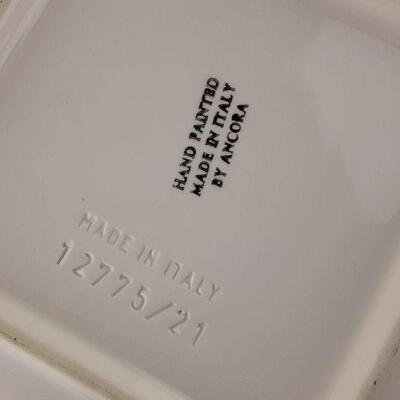 HAND PAINTED
MADE IN ITALY
BY ANCORA
MADE IN ITALY
12775/21